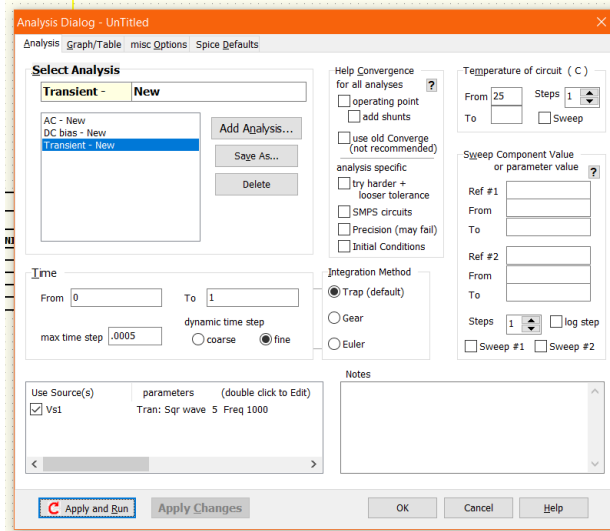 Analysis Dialog - UnTitled
Analysis Graph/Table misc Options Spice Defaults
Select Analysis
Transient - New
AC - New
DC bias - New
Transient - New
Add Analysis...
Save As...
Delete
Help Convergence
for all analyses ?
operating point
add shunts
use old Converge
(not recommended)
analysis specific
try harder +
looser tolerance
SMPS circuits
Precision (may fail)
Initial Conditions
Temperature of circuit ( C )
From 25 Steps 1
To Sweep
Sweep Component Value
or parameter value ?
Ref #1
From
To
Ref #2
From
To
Steps 1 log step
Sweep #1 Sweep #2
Time
From 0 To 1
max time step .0005
dynamic time step
coarse fine
Integration Method
Trap (default)
Gear
Euler
Use Source(s) parameters (double click to Edit)
Vs1 Tran: Sqr wave 5 Freq 1000
Notes
Apply and Run Apply Changes OK Cancel Help